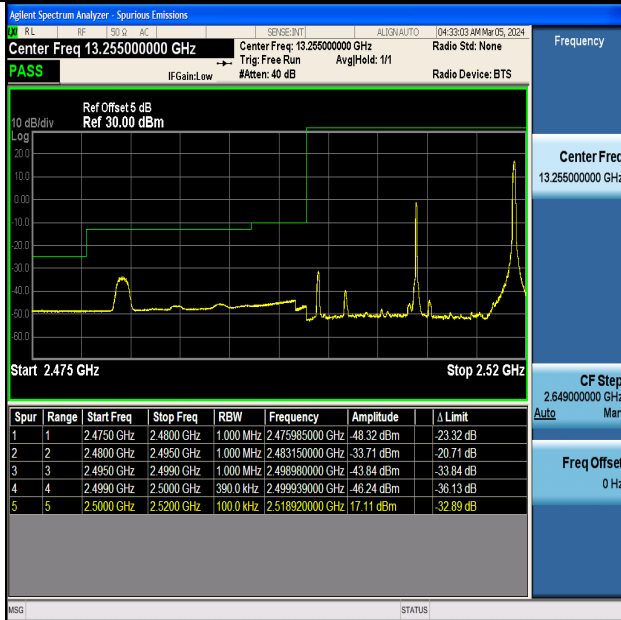 Agilent Spectrum Analyzer - Spurious Emissions
LXI RL RF 50 Ω AC SENSE:INT ALIGN AUTO 04:33:03 AM Mar 05, 2024
Center Freq 13.255000000 GHz
Center Freq: 13.255000000 GHz
Radio Std: None
PASS
Trig: Free Run Avg|Hold: 1/1
IFGain:Low
#Atten: 40 dB
Radio Device: BTS
Ref Offset 5 dB
10 dB/div Ref 30.00 dBm
Log
20.0
10.0
0.00
-10.0
-20.0
-30.0
-40.0
-50.0
-60.0
Start 2.475 GHz Stop 2.52 GHz
Spur Range Start Freq Stop Freq RBW Frequency Amplitude Δ Limit
1 1 2.4750 GHz 2.4800 GHz 1.000 MHz 2.475985000 GHz -48.32 dBm -23.32 dB
2 2 2.4800 GHz 2.4950 GHz 1.000 MHz 2.483150000 GHz -33.71 dBm -20.71 dB
3 3 2.4950 GHz 2.4990 GHz 1.000 MHz 2.498980000 GHz -43.84 dBm -33.84 dB
4 4 2.4990 GHz 2.5000 GHz 390.0 kHz 2.499939000 GHz -46.24 dBm -36.13 dB
5 5 2.5000 GHz 2.5200 GHz 100.0 kHz 2.518920000 GHz 17.11 dBm -32.89 dB
MSG STATUS
Frequency
Center Freq
13.255000000 GHz
CF Step
2.649000000 GHz
Auto Man
Freq Offset
0 Hz